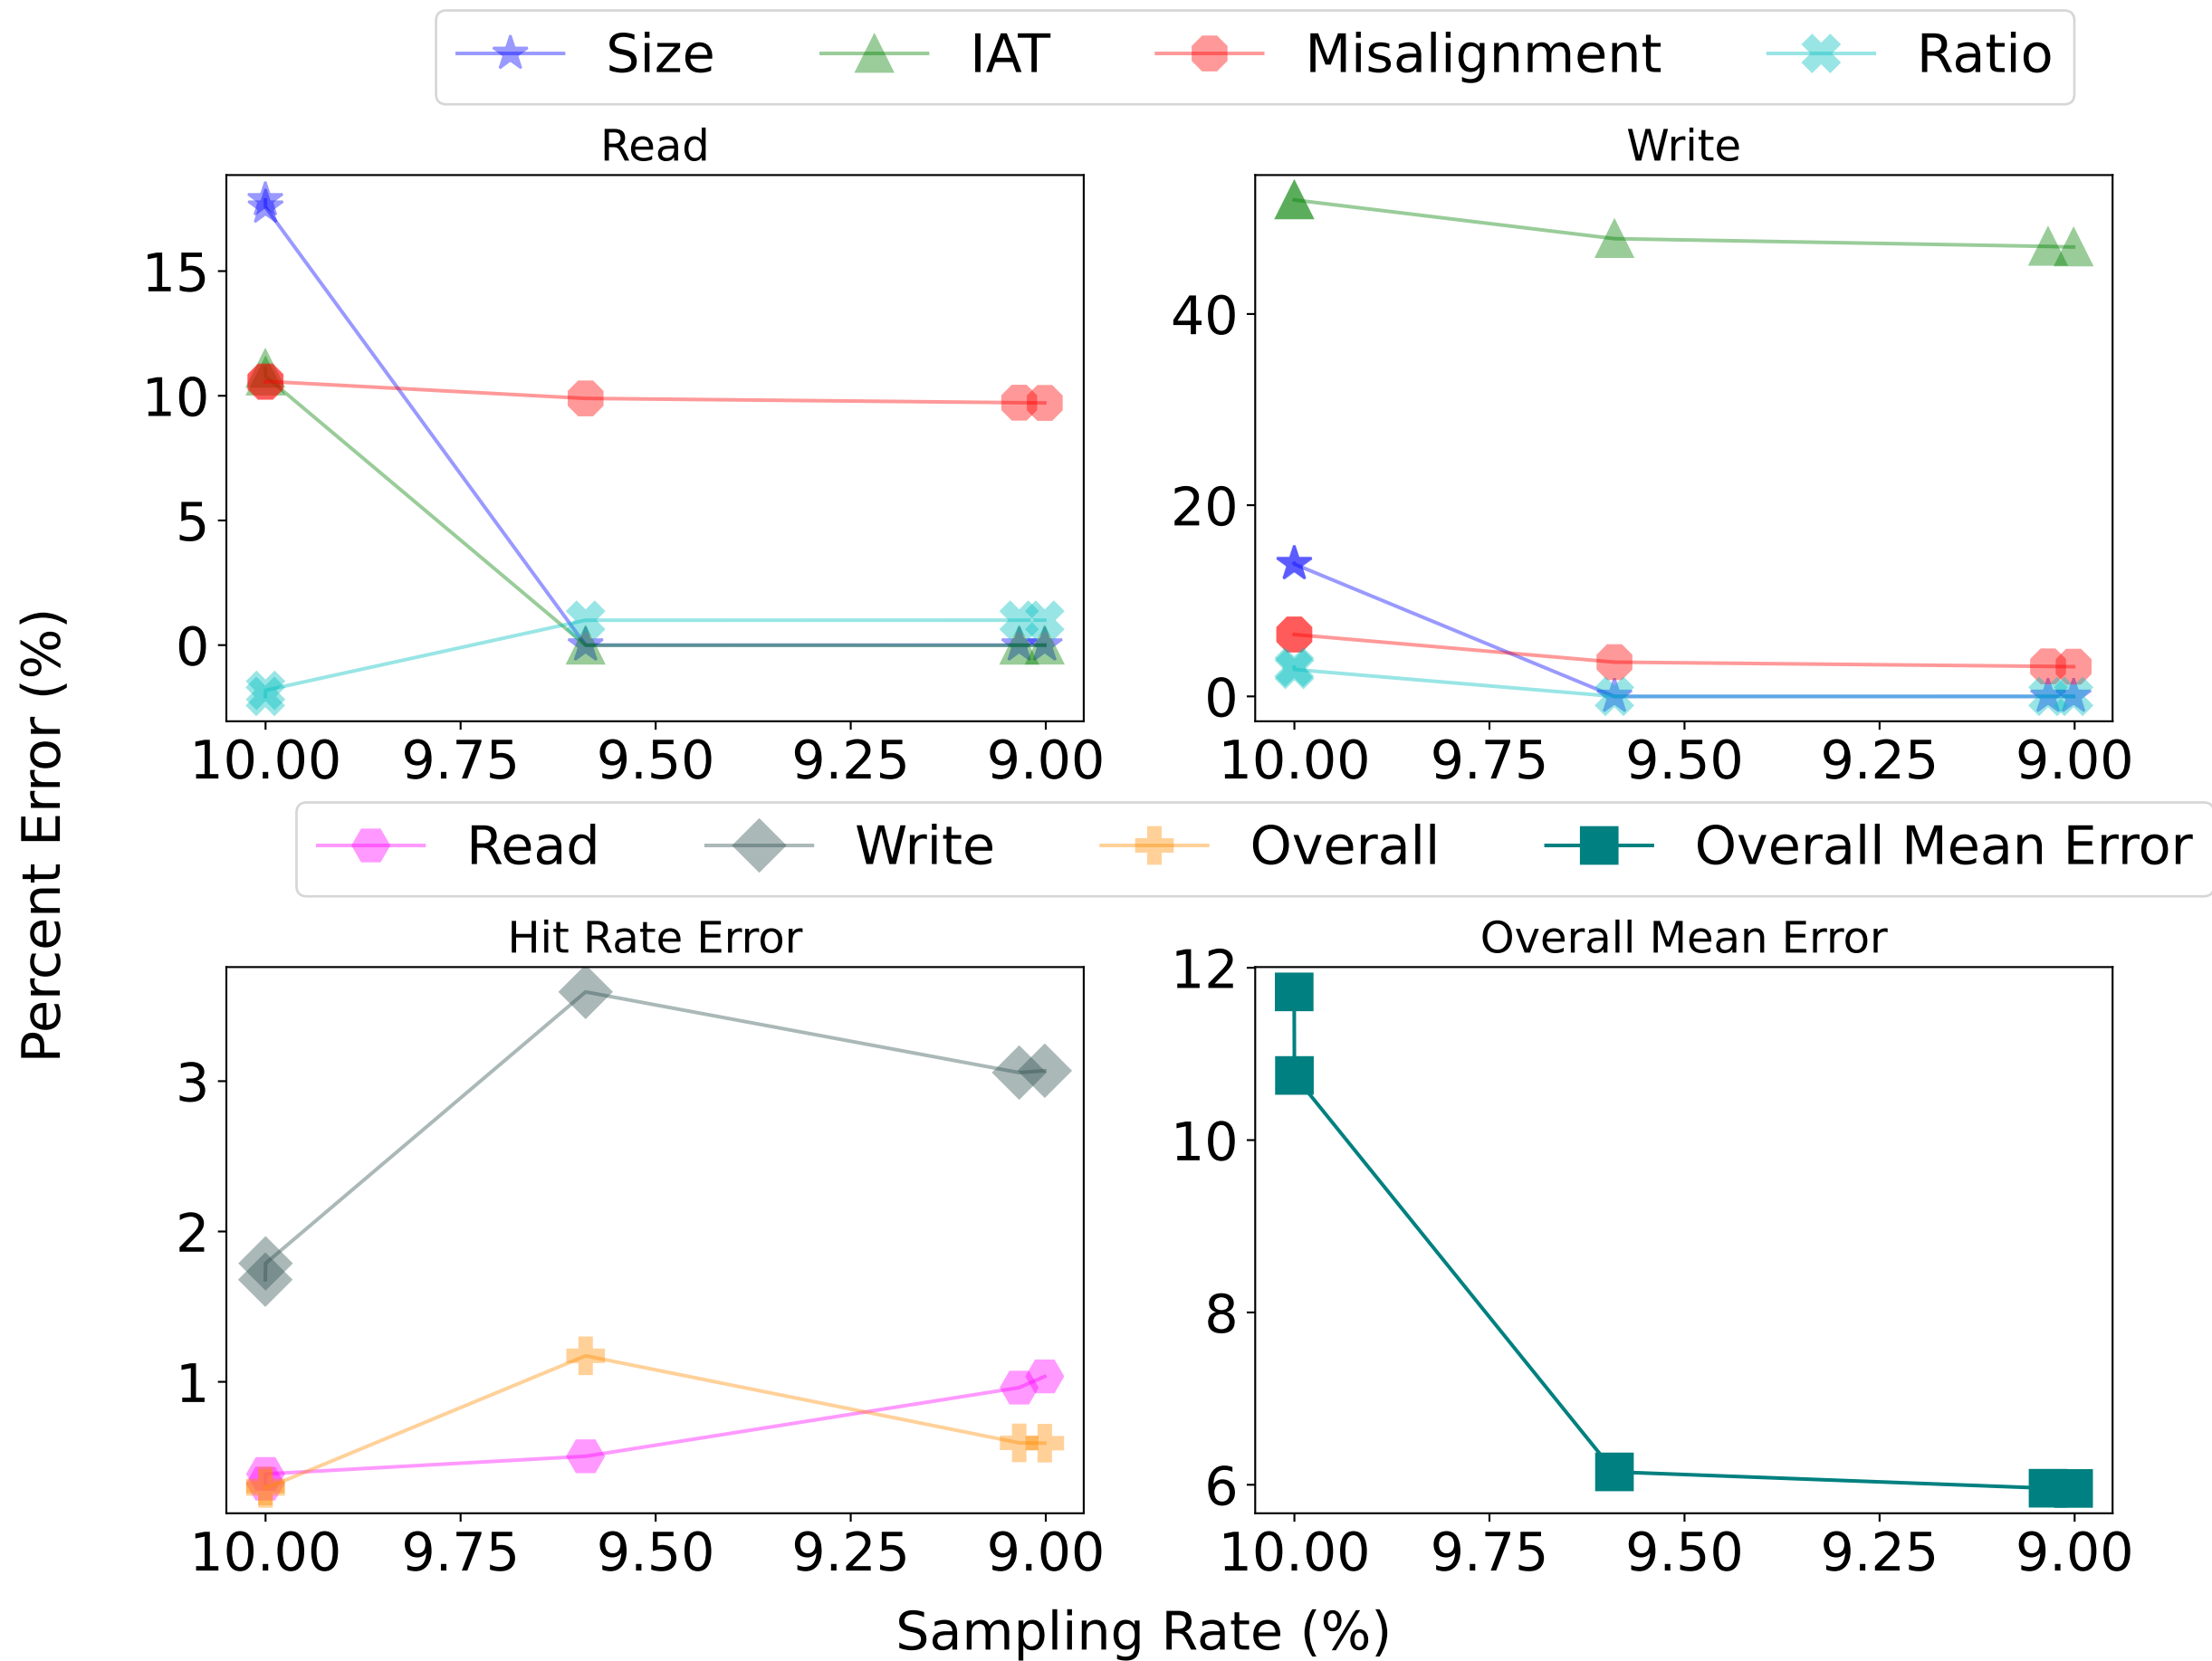 Size IAT Misalignment Ratio
Read
Write
15
10
5
0
10.00 9.75 9.50 9.25 9.00
40
20
0
10.00 9.75 9.50 9.25 9.00
Percent Error (%)
Read Write Overall Overall Mean Error
Hit Rate Error
Overall Mean Error
3
2
1
10.00 9.75 9.50 9.25 9.00
12
10
8
6
10.00 9.75 9.50 9.25 9.00
Sampling Rate (%)